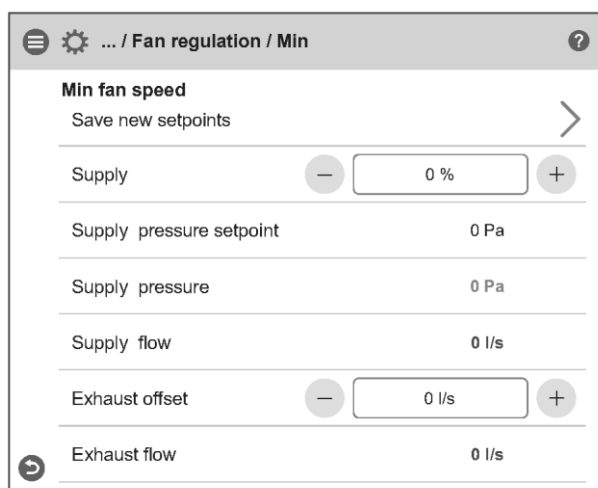 ... / Fan regulation / Min ?
Min fan speed
Save new setpoints
Supply − 0 % +
Supply pressure setpoint 0 Pa
Supply pressure 0 Pa
Supply flow 0 l/s
Exhaust offset − 0 l/s +
Exhaust flow 0 l/s